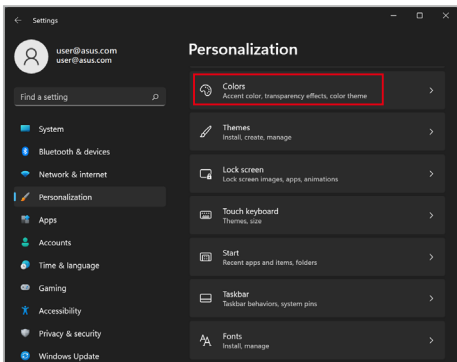 Settings
user@asus.com
user@asus.com
Find a setting
System
Bluetooth & devices
Network & internet
Personalization
Apps
Accounts
Time & language
Gaming
Accessibility
Privacy & security
Windows Update
Personalization
Colors
Accent color, transparency effects, color theme
Themes
Install, create, manage
Lock screen
Lock screen images, apps, animations
Touch keyboard
Themes, size
Start
Recent apps and items, folders
Taskbar
Taskbar behaviors, system pins
Fonts
Install, manage